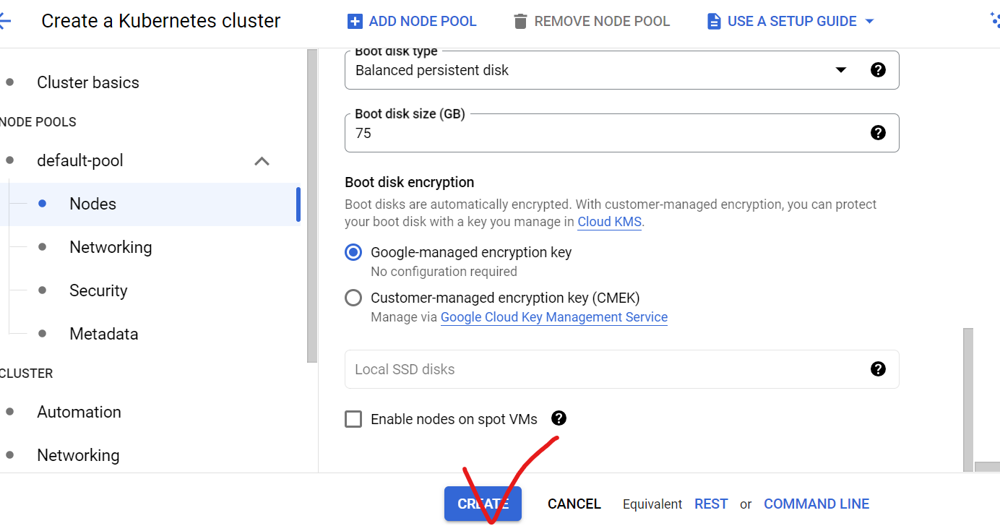 Create a Kubernetes cluster
ADD NODE POOL
REMOVE NODE POOL
USE A SETUP GUIDE
Cluster basics
NODE POOLS
default-pool
Nodes
Networking
Security
Metadata
CLUSTER
Automation
Networking
Boot disk type
Balanced persistent disk
Boot disk size (GB)
75
Boot disk encryption
Boot disks are automatically encrypted. With customer-managed encryption, you can protect
your boot disk with a key you manage in Cloud KMS.
Google-managed encryption key
No configuration required
Customer-managed encryption key (CMEK)
Manage via Google Cloud Key Management Service
Local SSD disks
Enable nodes on spot VMs
CREATE
CANCEL
Equivalent REST or COMMAND LINE